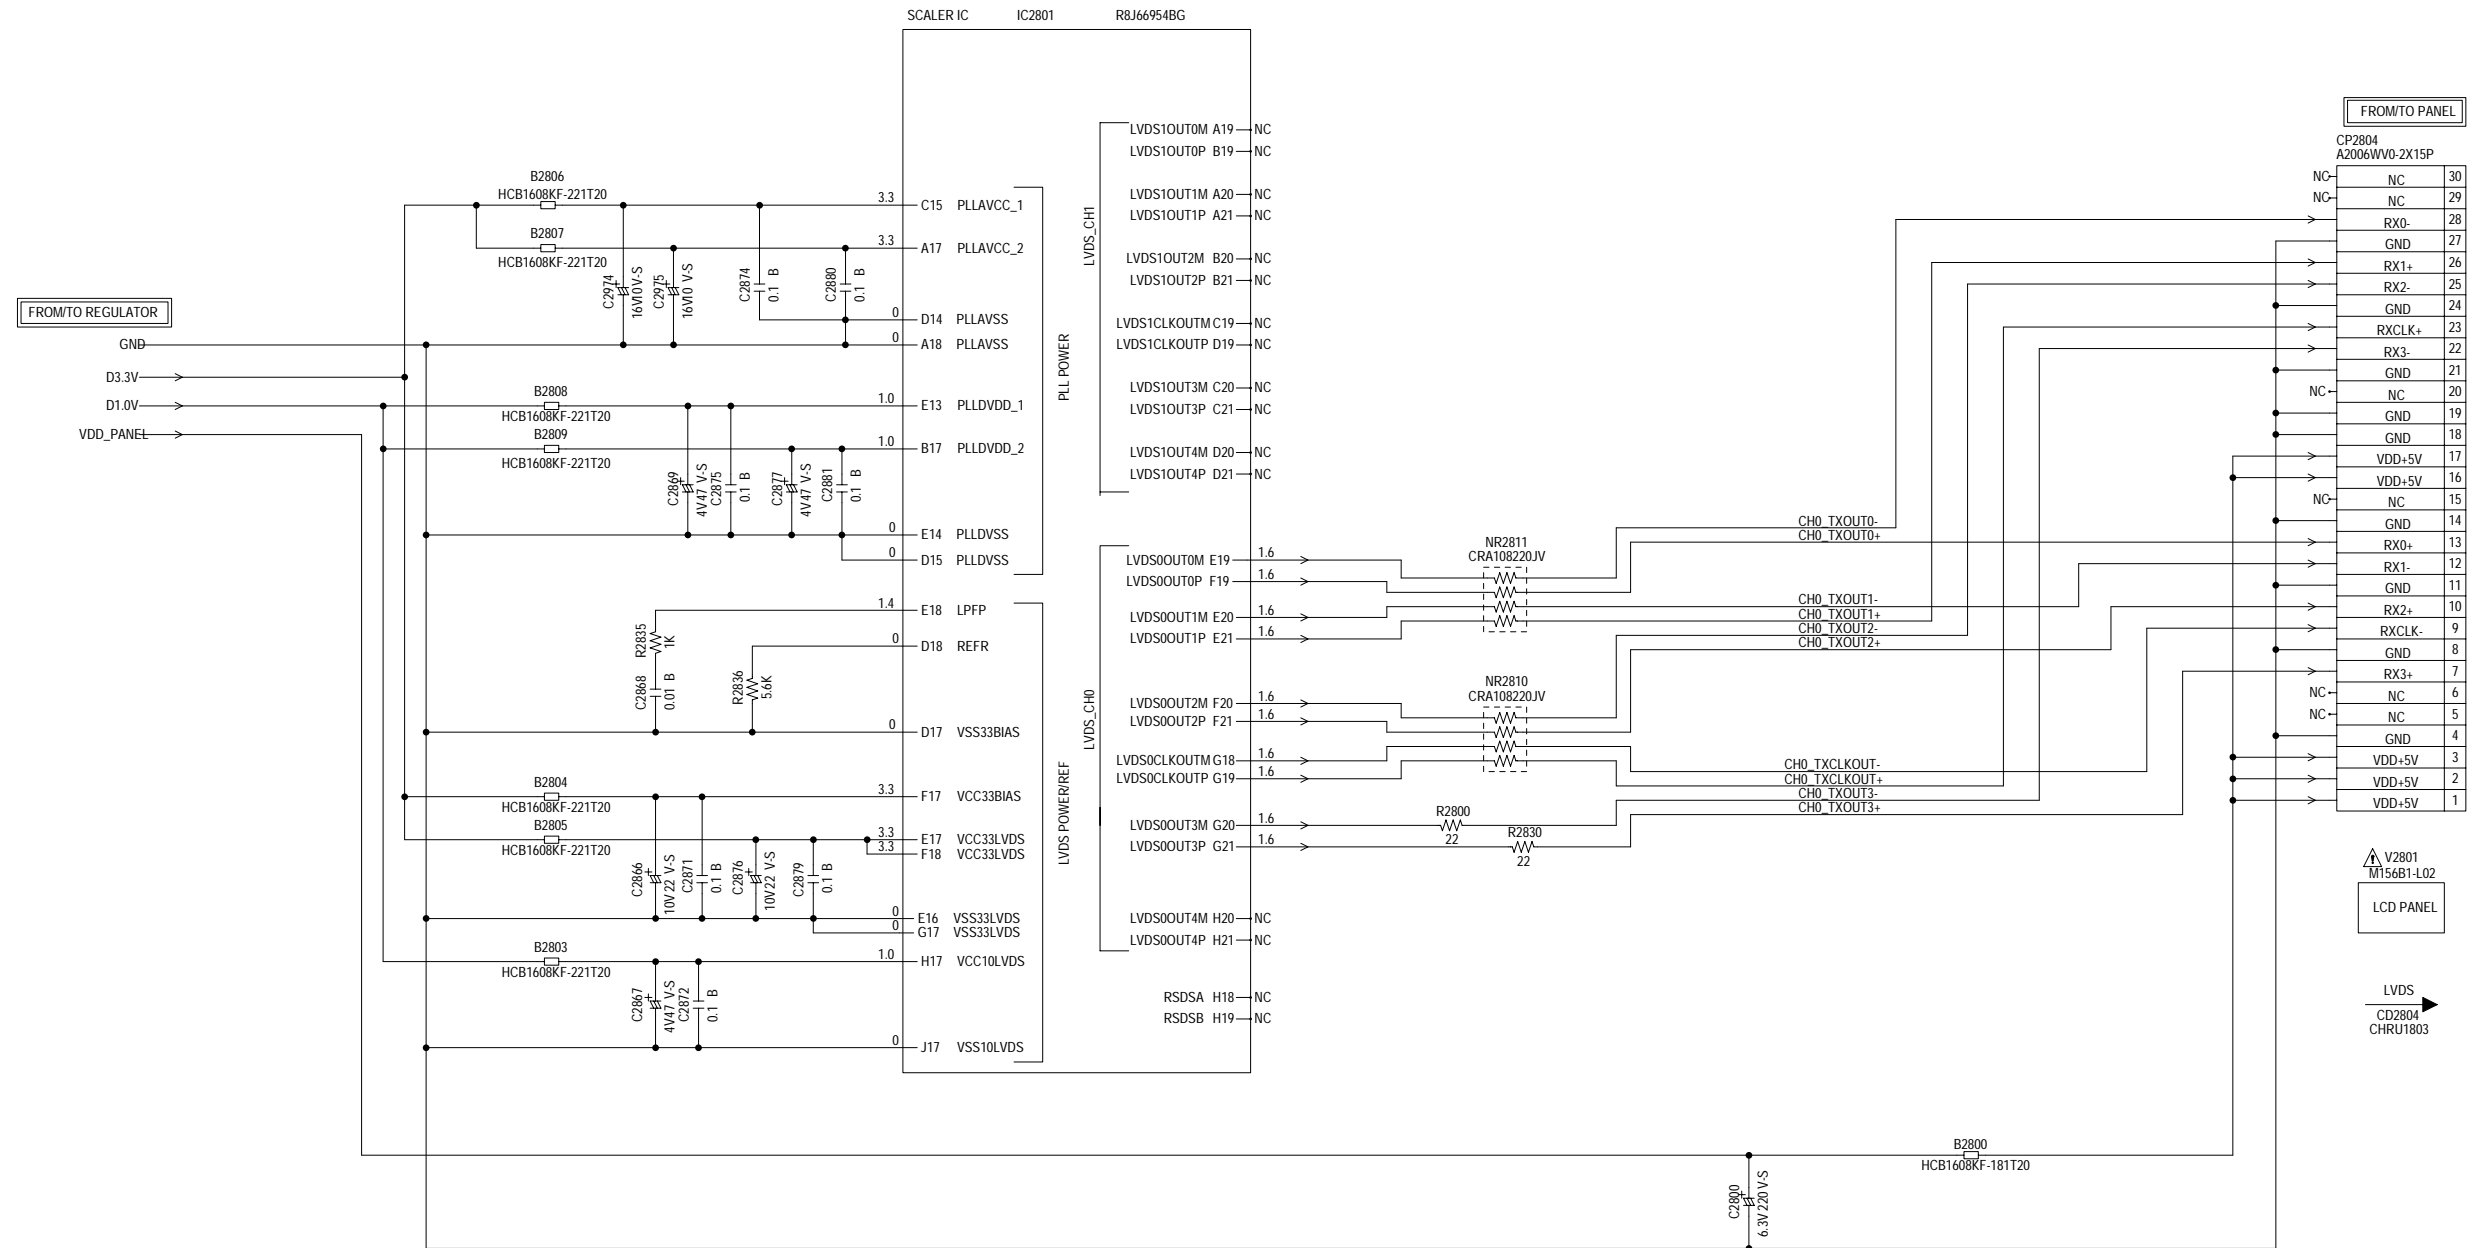 SCALER IC IC2801 R8J66954BG
FROM/TO REGULATOR
GND
D3.3V
D1.0V
VDD_PANEL
B2806
HCB1608KF-221T20
B2807
HCB1608KF-221T20
C2974
16V10 V-S
C2975
16V10 V-S
C2874
0.1 B
C2880
0.1 B
B2808
HCB1608KF-221T20
B2809
HCB1608KF-221T20
C2869
4V47 V-S
C2875
0.1 B
C2877
4V47 V-S
C2881
0.1 B
R2835
1K
C2868
0.01 B
R2836
5.6K
B2804
HCB1608KF-221T20
B2805
HCB1608KF-221T20
C2866
10V22 V-S
C2871
0.1 B
C2876
10V22 V-S
C2879
0.1 B
B2803
HCB1608KF-221T20
C2867
4V47 V-S
C2872
0.1 B
3.3 C15 PLLAVCC_1
3.3 A17 PLLAVCC_2
0 D14 PLLAVSS
0 A18 PLLAVSS
1.0 E13 PLLDVDD_1
1.0 B17 PLLDVDD_2
0 E14 PLLDVSS
0 D15 PLLDVSS
PLL POWER
1.4 E18 LPFP
0 D18 REFR
0 D17 VSS33BIAS
3.3 F17 VCC33BIAS
3.3 E17 VCC33LVDS
3.3 F18 VCC33LVDS
0 E16 VSS33LVDS
0 G17 VSS33LVDS
1.0 H17 VCC10LVDS
0 J17 VSS10LVDS
LVDS POWER/REF
LVDS_CH1
LVDS1OUT0M A19 NC
LVDS1OUT0P B19 NC
LVDS1OUT1M A20 NC
LVDS1OUT1P A21 NC
LVDS1OUT2M B20 NC
LVDS1OUT2P B21 NC
LVDS1CLKOUTM C19 NC
LVDS1CLKOUTP D19 NC
LVDS1OUT3M C20 NC
LVDS1OUT3P C21 NC
LVDS1OUT4M D20 NC
LVDS1OUT4P D21 NC
LVDS_CH0
LVDS0OUT0M E19 1.6
LVDS0OUT0P F19 1.6
LVDS0OUT1M E20 1.6
LVDS0OUT1P E21 1.6
LVDS0OUT2M F20 1.6
LVDS0OUT2P F21 1.6
LVDS0CLKOUTM G18 1.6
LVDS0CLKOUTP G19 1.6
LVDS0OUT3M G20 1.6
LVDS0OUT3P G21 1.6
LVDS0OUT4M H20 NC
LVDS0OUT4P H21 NC
RSDSA H18 NC
RSDSB H19 NC
NR2811
CRA108220JV
NR2810
CRA108220JV
R2800
22
R2830
22
CH0_TXOUT0-
CH0_TXOUT0+
CH0_TXOUT1-
CH0_TXOUT1+
CH0_TXOUT2-
CH0_TXOUT2+
CH0_TXCLKOUT-
CH0_TXCLKOUT+
CH0_TXOUT3-
CH0_TXOUT3+
B2800
HCB1608KF-181T20
C2800
6.3V 220 V-S
FROM/TO PANEL
CP2804
A2006WV0-2X15P
NC NC 30
NC NC 29
RX0- 28
GND 27
RX1+ 26
RX2- 25
GND 24
RXCLK+ 23
RX3- 22
GND 21
NC NC 20
GND 19
GND 18
VDD+5V 17
VDD+5V 16
NC NC 15
GND 14
RX0+ 13
RX1- 12
GND 11
RX2+ 10
RXCLK- 9
GND 8
RX3+ 7
NC NC 6
NC NC 5
GND 4
VDD+5V 3
VDD+5V 2
VDD+5V 1
V2801
M156B1-L02
LCD PANEL
LVDS
CD2804
CHRU1803